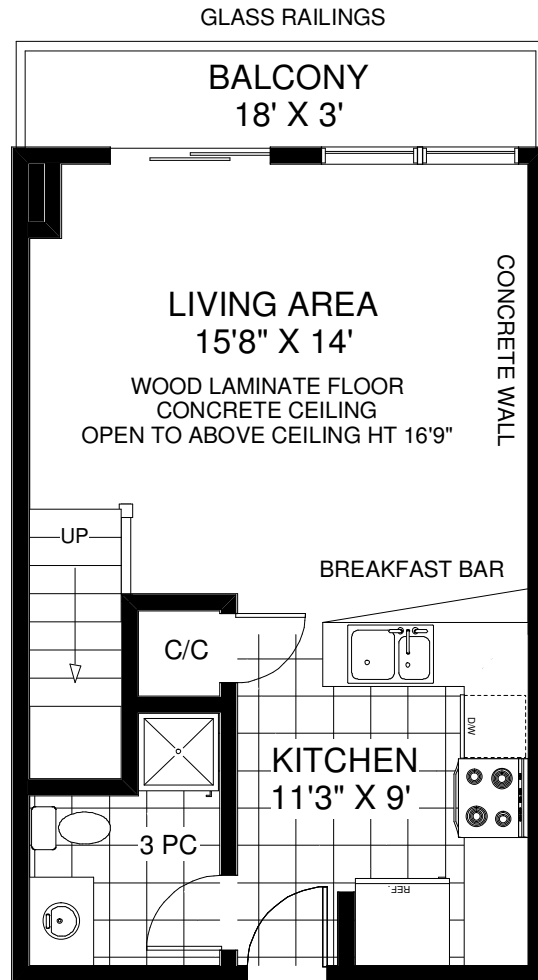 GLASS RAILINGS
BALCONY
18' X 3'
LIVING AREA
15'8" X 14'
WOOD LAMINATE FLOOR
CONCRETE CEILING
OPEN TO ABOVE CEILING HT 16'9"
CONCRETE WALL
UP
BREAKFAST BAR
C/C
DW
KITCHEN
11'3" X 9'
3 PC
REF.